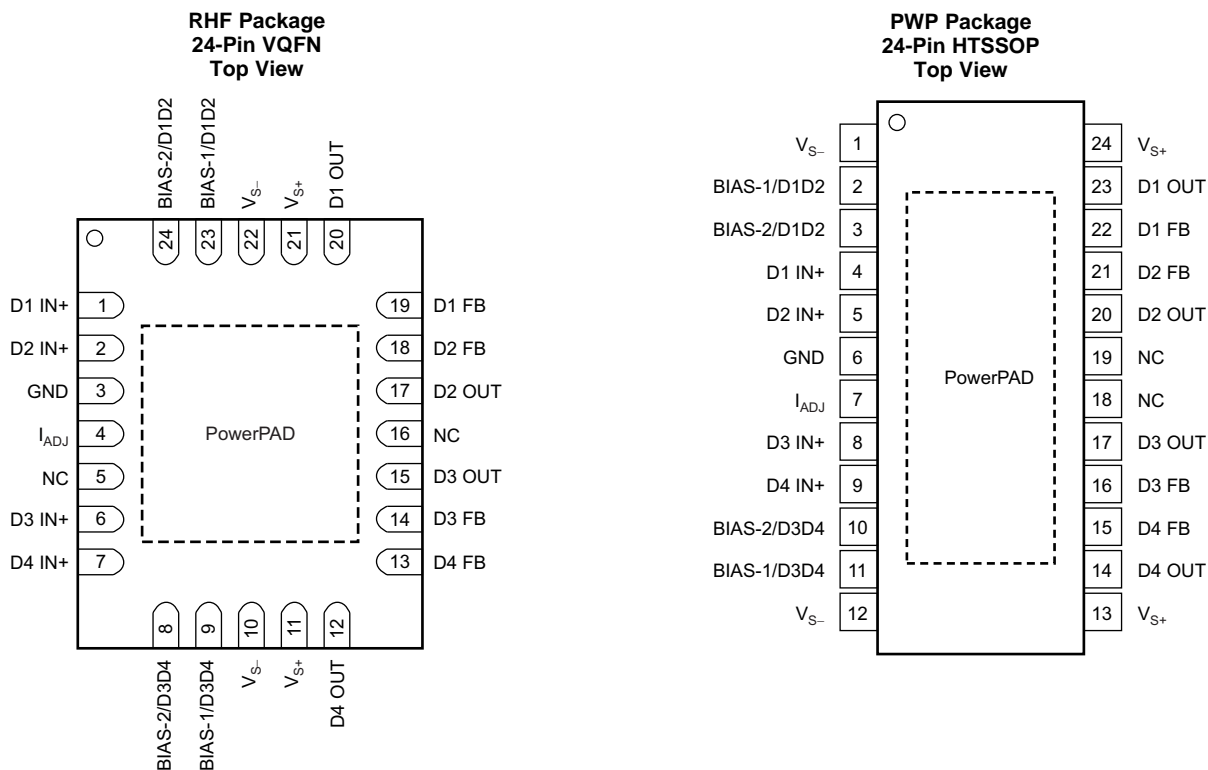 RHF Package
24-Pin VQFN
Top View
BIAS-2/D1D2
BIAS-1/D1D2
VS–
VS+
D1 OUT
24
23
22
21
20
D1 IN+ 1
D2 IN+ 2
GND 3
IADJ 4
NC 5
D3 IN+ 6
D4 IN+ 7
PowerPAD
19 D1 FB
18 D2 FB
17 D2 OUT
16 NC
15 D3 OUT
14 D3 FB
13 D4 FB
8
9
10
11
12
BIAS-2/D3D4
BIAS-1/D3D4
VS–
VS+
D4 OUT
PWP Package
24-Pin HTSSOP
Top View
VS– 1
BIAS-1/D1D2 2
BIAS-2/D1D2 3
D1 IN+ 4
D2 IN+ 5
GND 6
IADJ 7
D3 IN+ 8
D4 IN+ 9
BIAS-2/D3D4 10
BIAS-1/D3D4 11
VS– 12
PowerPAD
24 VS+
23 D1 OUT
22 D1 FB
21 D2 FB
20 D2 OUT
19 NC
18 NC
17 D3 OUT
16 D3 FB
15 D4 FB
14 D4 OUT
13 VS+